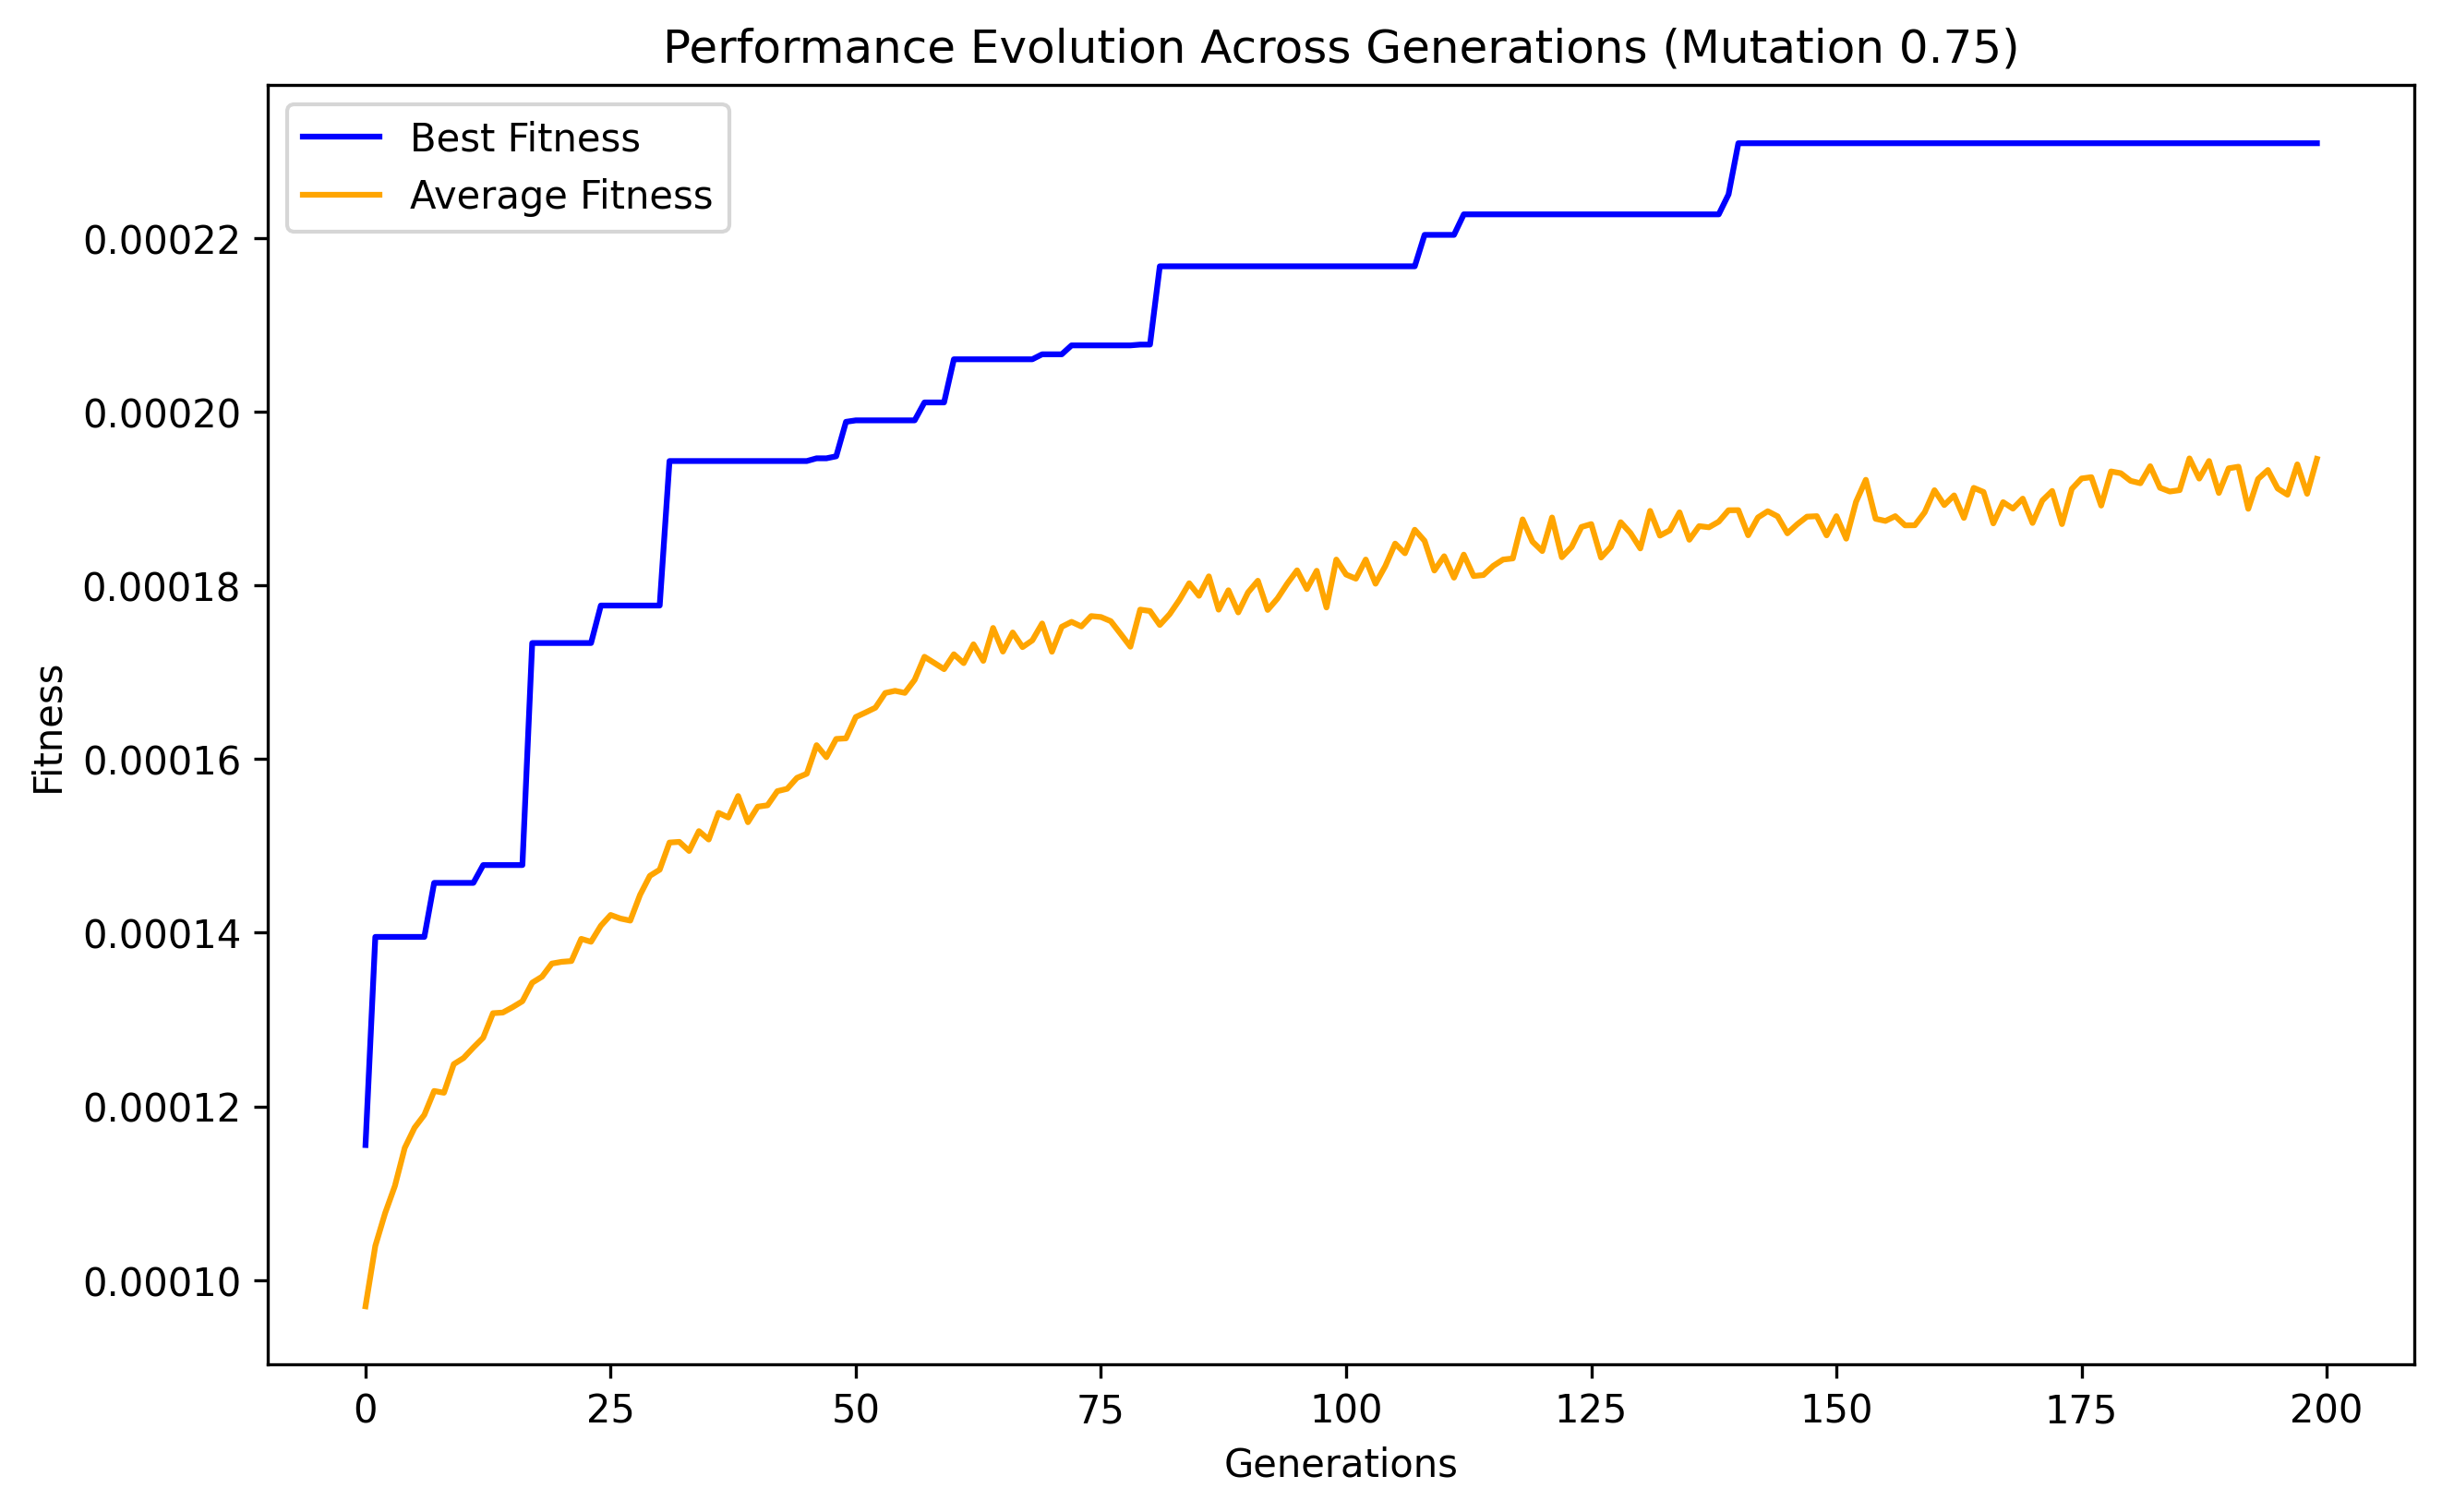 Performance Evolution Across Generations (Mutation 0.75)
Best Fitness
Average Fitness
0.00022
0.00020
0.00018
0.00016
0.00014
0.00012
0.00010
Fitness
0 25 50 75 100 125 150 175 200
Generations